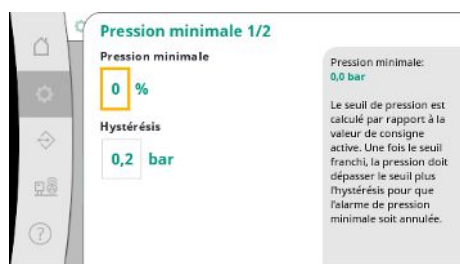 Pression minimale 1/2
Pression minimale
0 %
Hystérésis
0,2 bar
Pression minimale:
0,0 bar
Le seuil de pression est
calculé par rapport à la
valeur de consigne
active. Une fois le seuil
franchi, la pression doit
dépasser le seuil plus
l'hystérésis pour que
l'alarme de pression
minimale soit annulée.
?